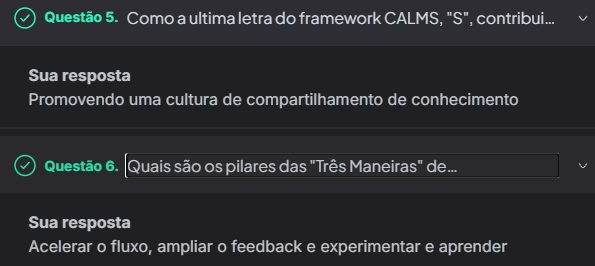 Questão 5. Como a ultima letra do framework CALMS, "S", contribui...
Sua resposta
Promovendo uma cultura de compartilhamento de conhecimento
Questão 6. Quais são os pilares das "Três Maneiras" de...
Sua resposta
Acelerar o fluxo, ampliar o feedback e experimentar e aprender